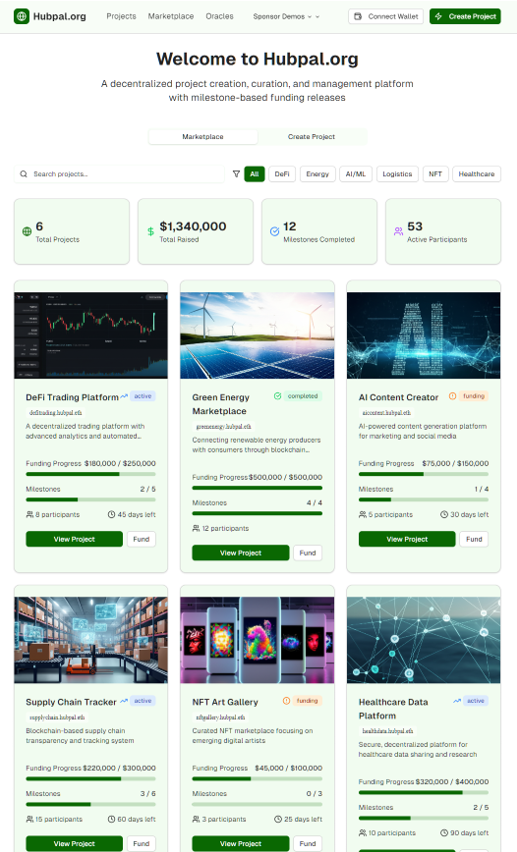 Hubpal.org Projects Marketplace Oracles Sponsor Demos Connect Wallet Create Project
Welcome to Hubpal.org
A decentralized project creation, curation, and management platform
with milestone-based funding releases
Marketplace Create Project
Search projects... All DeFi Energy AI/ML Logistics NFT Healthcare
6 $1,340,000 12 53
Total Projects Total Raised Milestones Completed Active Participants
AI
DeFi Trading Platform active
defitrading.hubpal.eth
A decentralized trading platform with
advanced analytics and automated...
Funding Progress $180,000 / $250,000
Milestones 2 / 5
8 participants 45 days left
View Project Fund
Green Energy completed
Marketplace
greenenergy.hubpal.eth
Connecting renewable energy producers
with consumers through blockchain...
Funding Progress $500,000 / $500,000
Milestones 4 / 4
12 participants
View Project Fund
AI Content Creator funding
aicontent.hubpal.eth
AI-powered content generation platform
for marketing and social media
Funding Progress $75,000 / $150,000
Milestones 1 / 4
5 participants 30 days left
View Project Fund
Supply Chain Tracker active
supplychain.hubpal.eth
Blockchain-based supply chain
transparency and tracking system
Funding Progress $220,000 / $300,000
Milestones 3 / 6
15 participants 60 days left
View Project Fund
NFT Art Gallery funding
nftgallery.hubpal.eth
Curated NFT marketplace focusing on
emerging digital artists
Funding Progress $45,000 / $100,000
Milestones 0 / 3
3 participants 25 days left
View Project Fund
Healthcare Data active
Platform
healthdata.hubpal.eth
Secure, decentralized platform for
healthcare data sharing and research
Funding Progress $320,000 / $400,000
Milestones 2 / 5
10 participants 90 days left